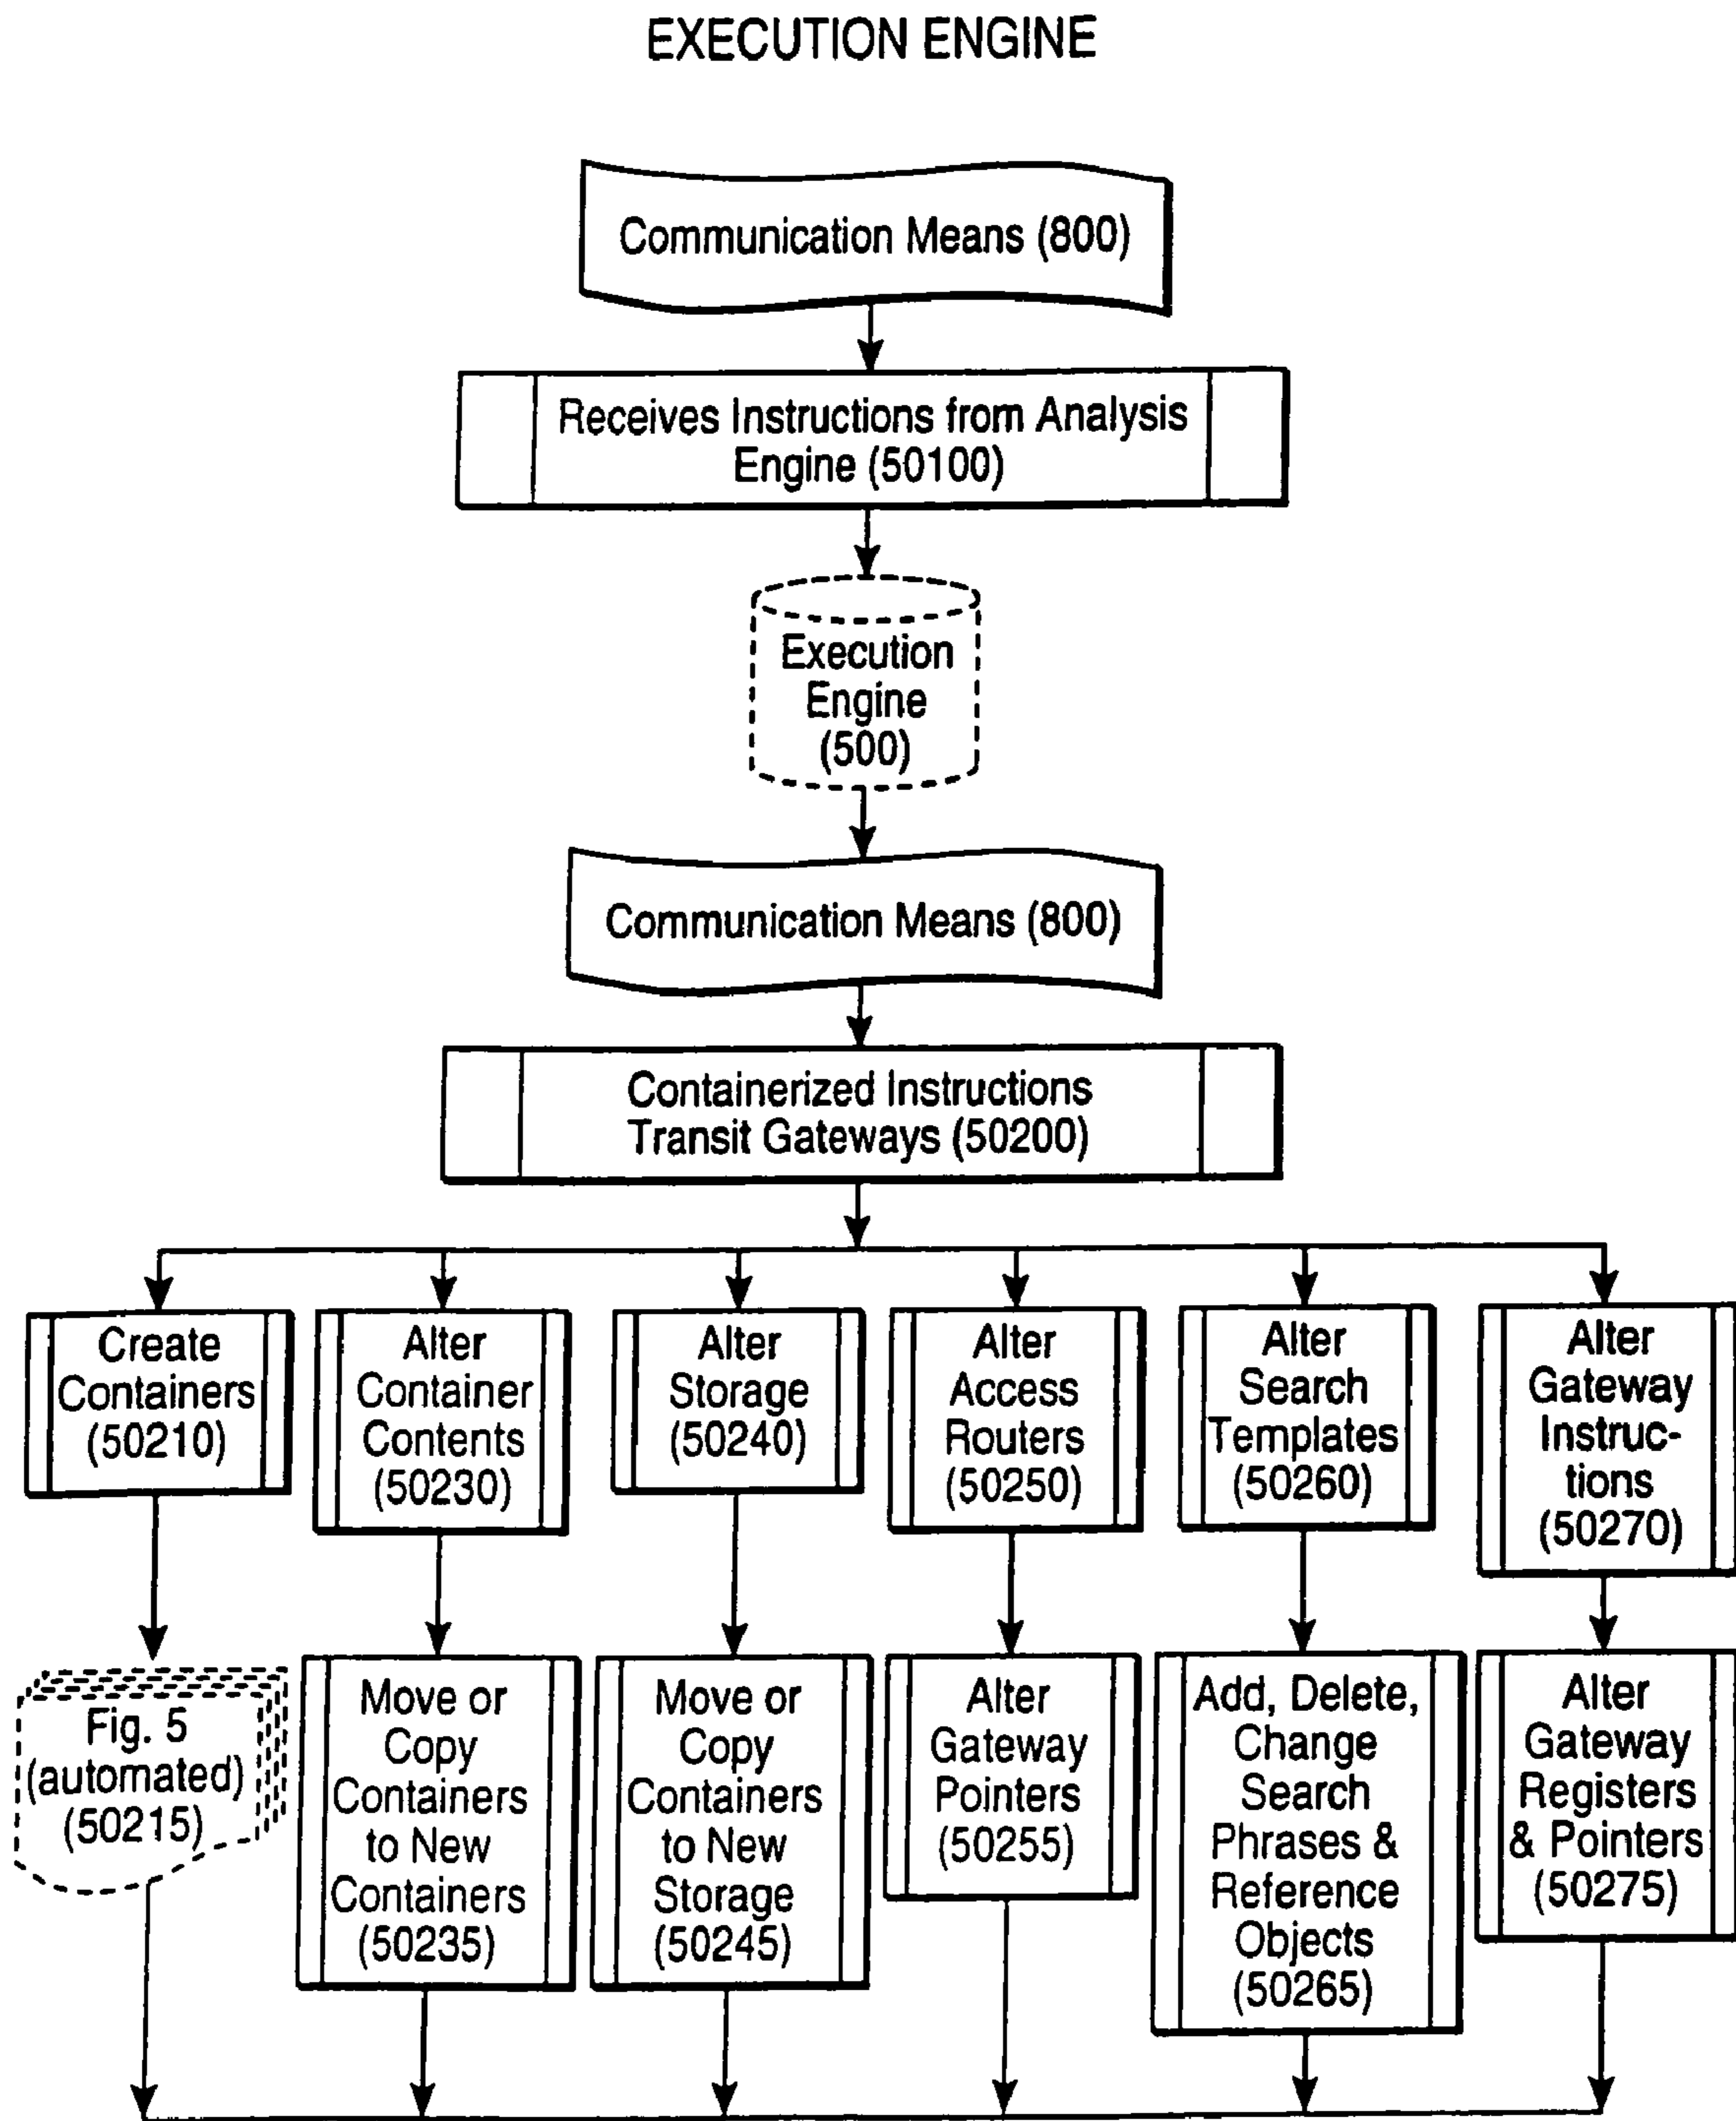 EXECUTION ENGINE
Communication Means (800)
Receives Instructions from Analysis
Engine (50100)
Execution
Engine
(500)
Communication Means (800)
Containerized Instructions
Transit Gateways (50200)
Create
Containers
(50210)
Alter
Container
Contents
(50230)
Alter
Storage
(50240)
Alter
Access
Routers
(50250)
Alter
Search
Templates
(50260)
Alter
Gateway
Instruc-
tions
(50270)
Fig. 5
(automated)
(50215)
Move or
Copy
Containers
to New
Containers
(50235)
Move or
Copy
Containers
to New
Storage
(50245)
Alter
Gateway
Pointers
(50255)
Add, Delete,
Change
Search
Phrases &
Reference
Objects
(50265)
Alter
Gateway
Registers
& Pointers
(50275)